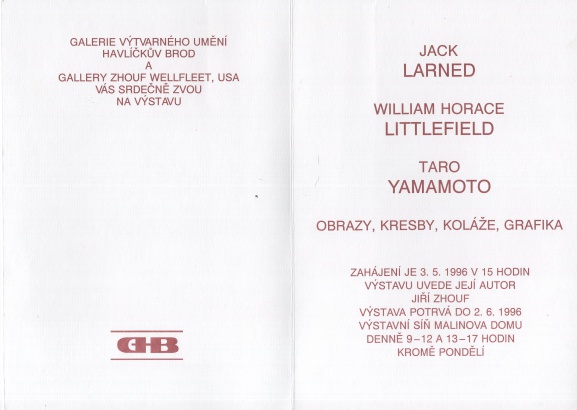 GALERIE VÝTVARNÉHO UMĚNÍ
HAVLÍČKŮV BROD
A
GALLERY ZHOUF WELLFLEET, USA
VÁS SRDEČNĚ ZVOU
NA VÝSTAVU
GHB
JACK
LARNED
WILLIAM HORACE
LITTLEFIELD
TARO
YAMAMOTO
OBRAZY, KRESBY, KOLÁŽE, GRAFIKA
ZAHÁJENÍ JE 3. 5. 1996 V 15 HODIN
VÝSTAVU UVEDE JEJÍ AUTOR
JIŘÍ ZHOUF
VÝSTAVA POTRVÁ DO 2. 6. 1996
VÝSTAVNÍ SÍŇ MALINOVA DOMU
DENNĚ 9–12 A 13–17 HODIN
KROMĚ PONDĚLÍ